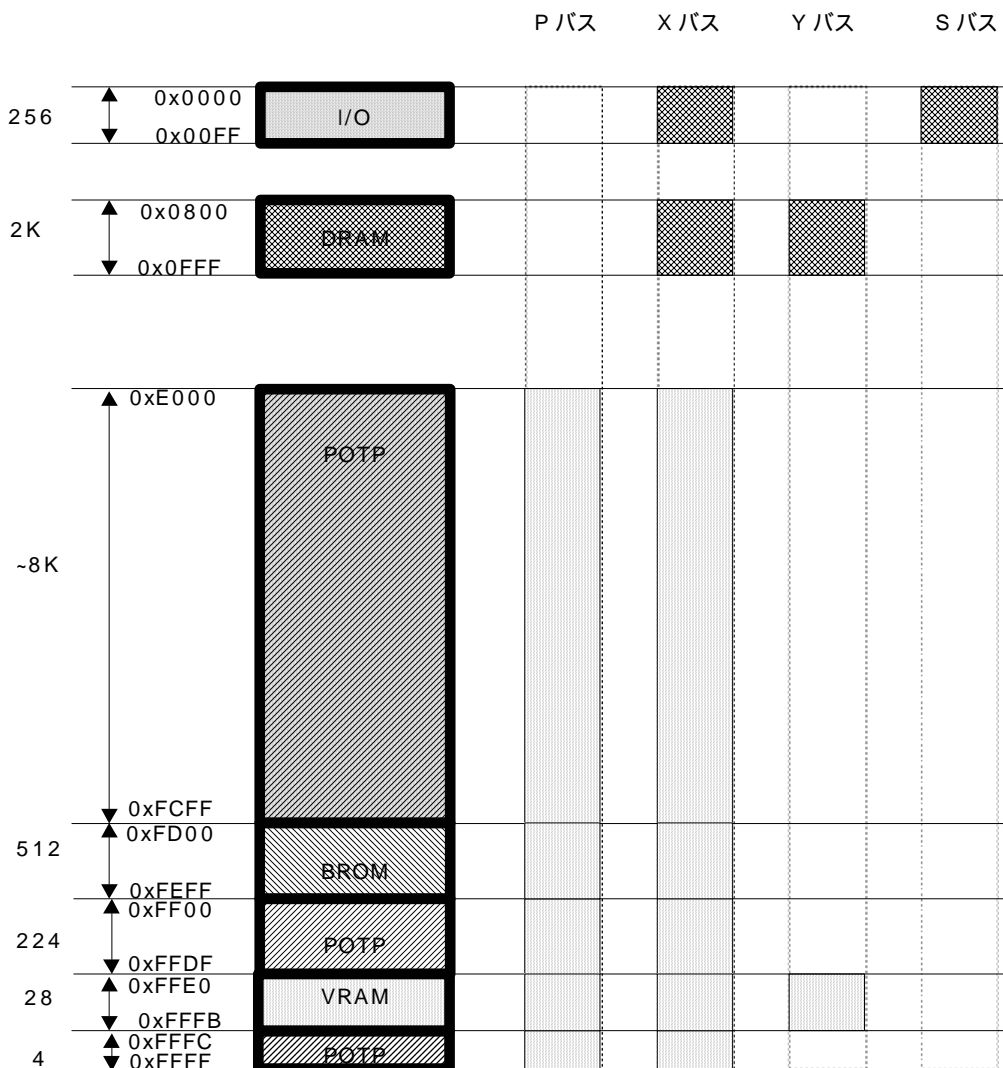 P バス X バス Y バス S バス
256 0x0000 I/O
0x00FF
2K 0x0800 DRAM
0x0FFF
0xE000
POTP
~8K
0xFCFF
512 0xFD00
BROM
0xFEFF
0xFF00
224 POTP
0xFFDF
28 0xFFE0 VRAM
0xFFFB
0xFFFC
4 0xFFFF POTP